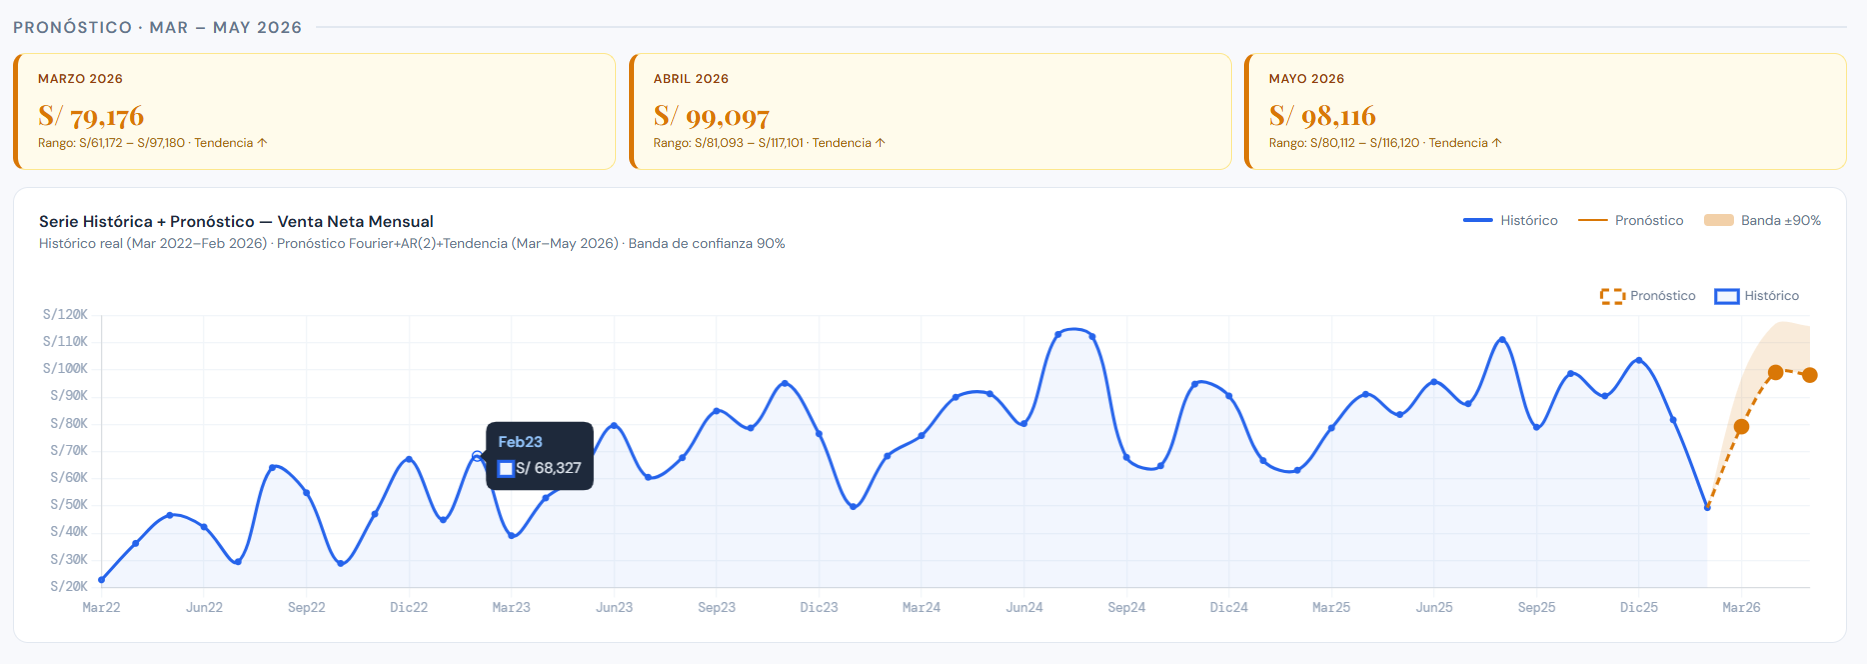 PRONÓSTICO · MAR – MAY 2026
MARZO 2026
S/ 79,176
Rango: S/61,172 – S/97,180 · Tendencia ↑
ABRIL 2026
S/ 99,097
Rango: S/81,093 – S/117,101 · Tendencia ↑
MAYO 2026
S/ 98,116
Rango: S/80,112 – S/116,120 · Tendencia ↑
Serie Histórica + Pronóstico — Venta Neta Mensual
Histórico real (Mar 2022–Feb 2026) · Pronóstico Fourier+AR(2)+Tendencia (Mar–May 2026) · Banda de confianza 90%
Histórico Pronóstico Banda ±90%
Pronóstico Histórico
S/120K
S/110K
S/100K
S/90K
S/80K
S/70K
S/60K
S/50K
S/40K
S/30K
S/20K
Feb23
S/ 68,327
Mar22 Jun22 Sep22 Dic22 Mar23 Jun23 Sep23 Dic23 Mar24 Jun24 Sep24 Dic24 Mar25 Jun25 Sep25 Dic25 Mar26